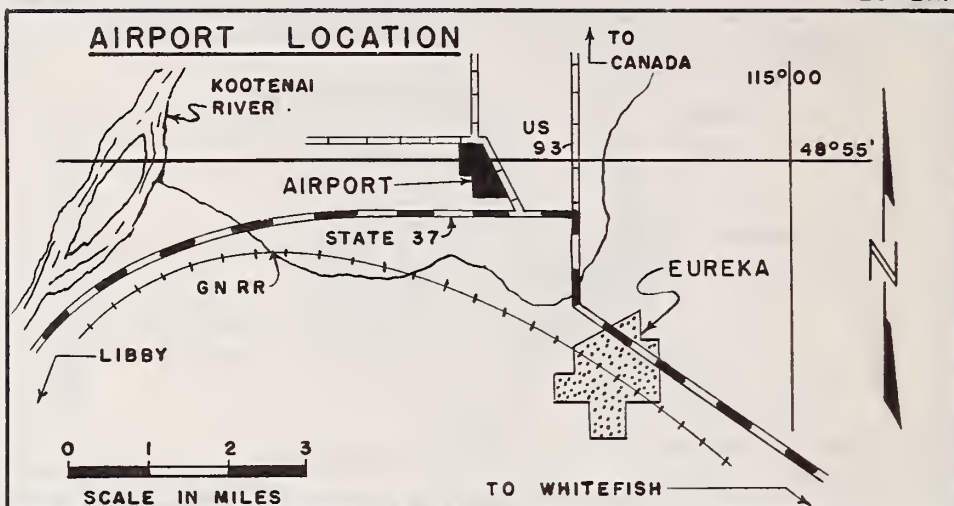 AIRPORT LOCATION
TO
CANADA
KOOTENAI
RIVER
115°00
US
93
48°55'
AIRPORT
STATE 37
GN RR
EUREKA
N
LIBBY
0 1 2 3
SCALE IN MILES
TO WHITEFISH